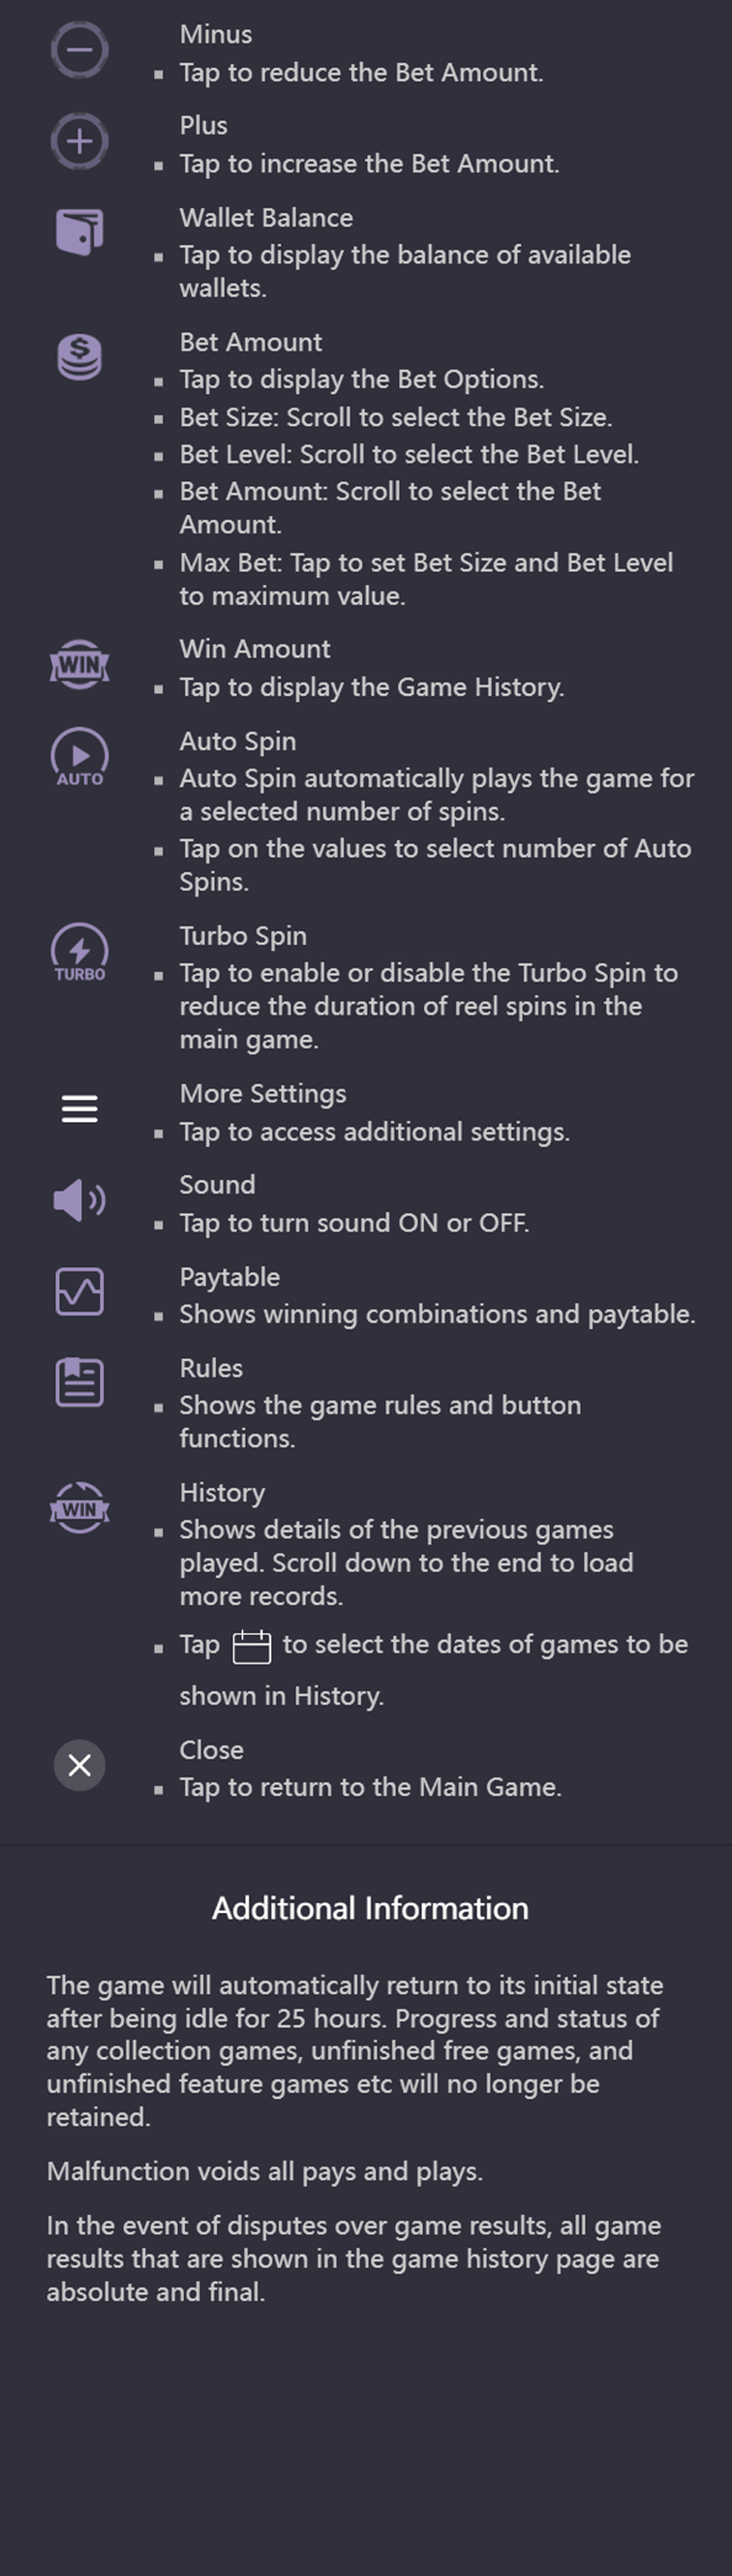 Minus
▪ Tap to reduce the Bet Amount.
Plus
▪ Tap to increase the Bet Amount.
Wallet Balance
▪ Tap to display the balance of available
wallets.
$
Bet Amount
▪ Tap to display the Bet Options.
▪ Bet Size: Scroll to select the Bet Size.
▪ Bet Level: Scroll to select the Bet Level.
▪ Bet Amount: Scroll to select the Bet
Amount.
▪ Max Bet: Tap to set Bet Size and Bet Level
to maximum value.
WIN
Win Amount
▪ Tap to display the Game History.
AUTO
Auto Spin
▪ Auto Spin automatically plays the game for
a selected number of spins.
▪ Tap on the values to select number of Auto
Spins.
TURBO
Turbo Spin
▪ Tap to enable or disable the Turbo Spin to
reduce the duration of reel spins in the
main game.
More Settings
▪ Tap to access additional settings.
Sound
▪ Tap to turn sound ON or OFF.
Paytable
▪ Shows winning combinations and paytable.
Rules
▪ Shows the game rules and button
functions.
WIN
History
▪ Shows details of the previous games
played. Scroll down to the end to load
more records.
▪ Tap to select the dates of games to be
shown in History.
Close
▪ Tap to return to the Main Game.
Additional Information
The game will automatically return to its initial state
after being idle for 25 hours. Progress and status of
any collection games, unfinished free games, and
unfinished feature games etc will no longer be
retained.
Malfunction voids all pays and plays.
In the event of disputes over game results, all game
results that are shown in the game history page are
absolute and final.